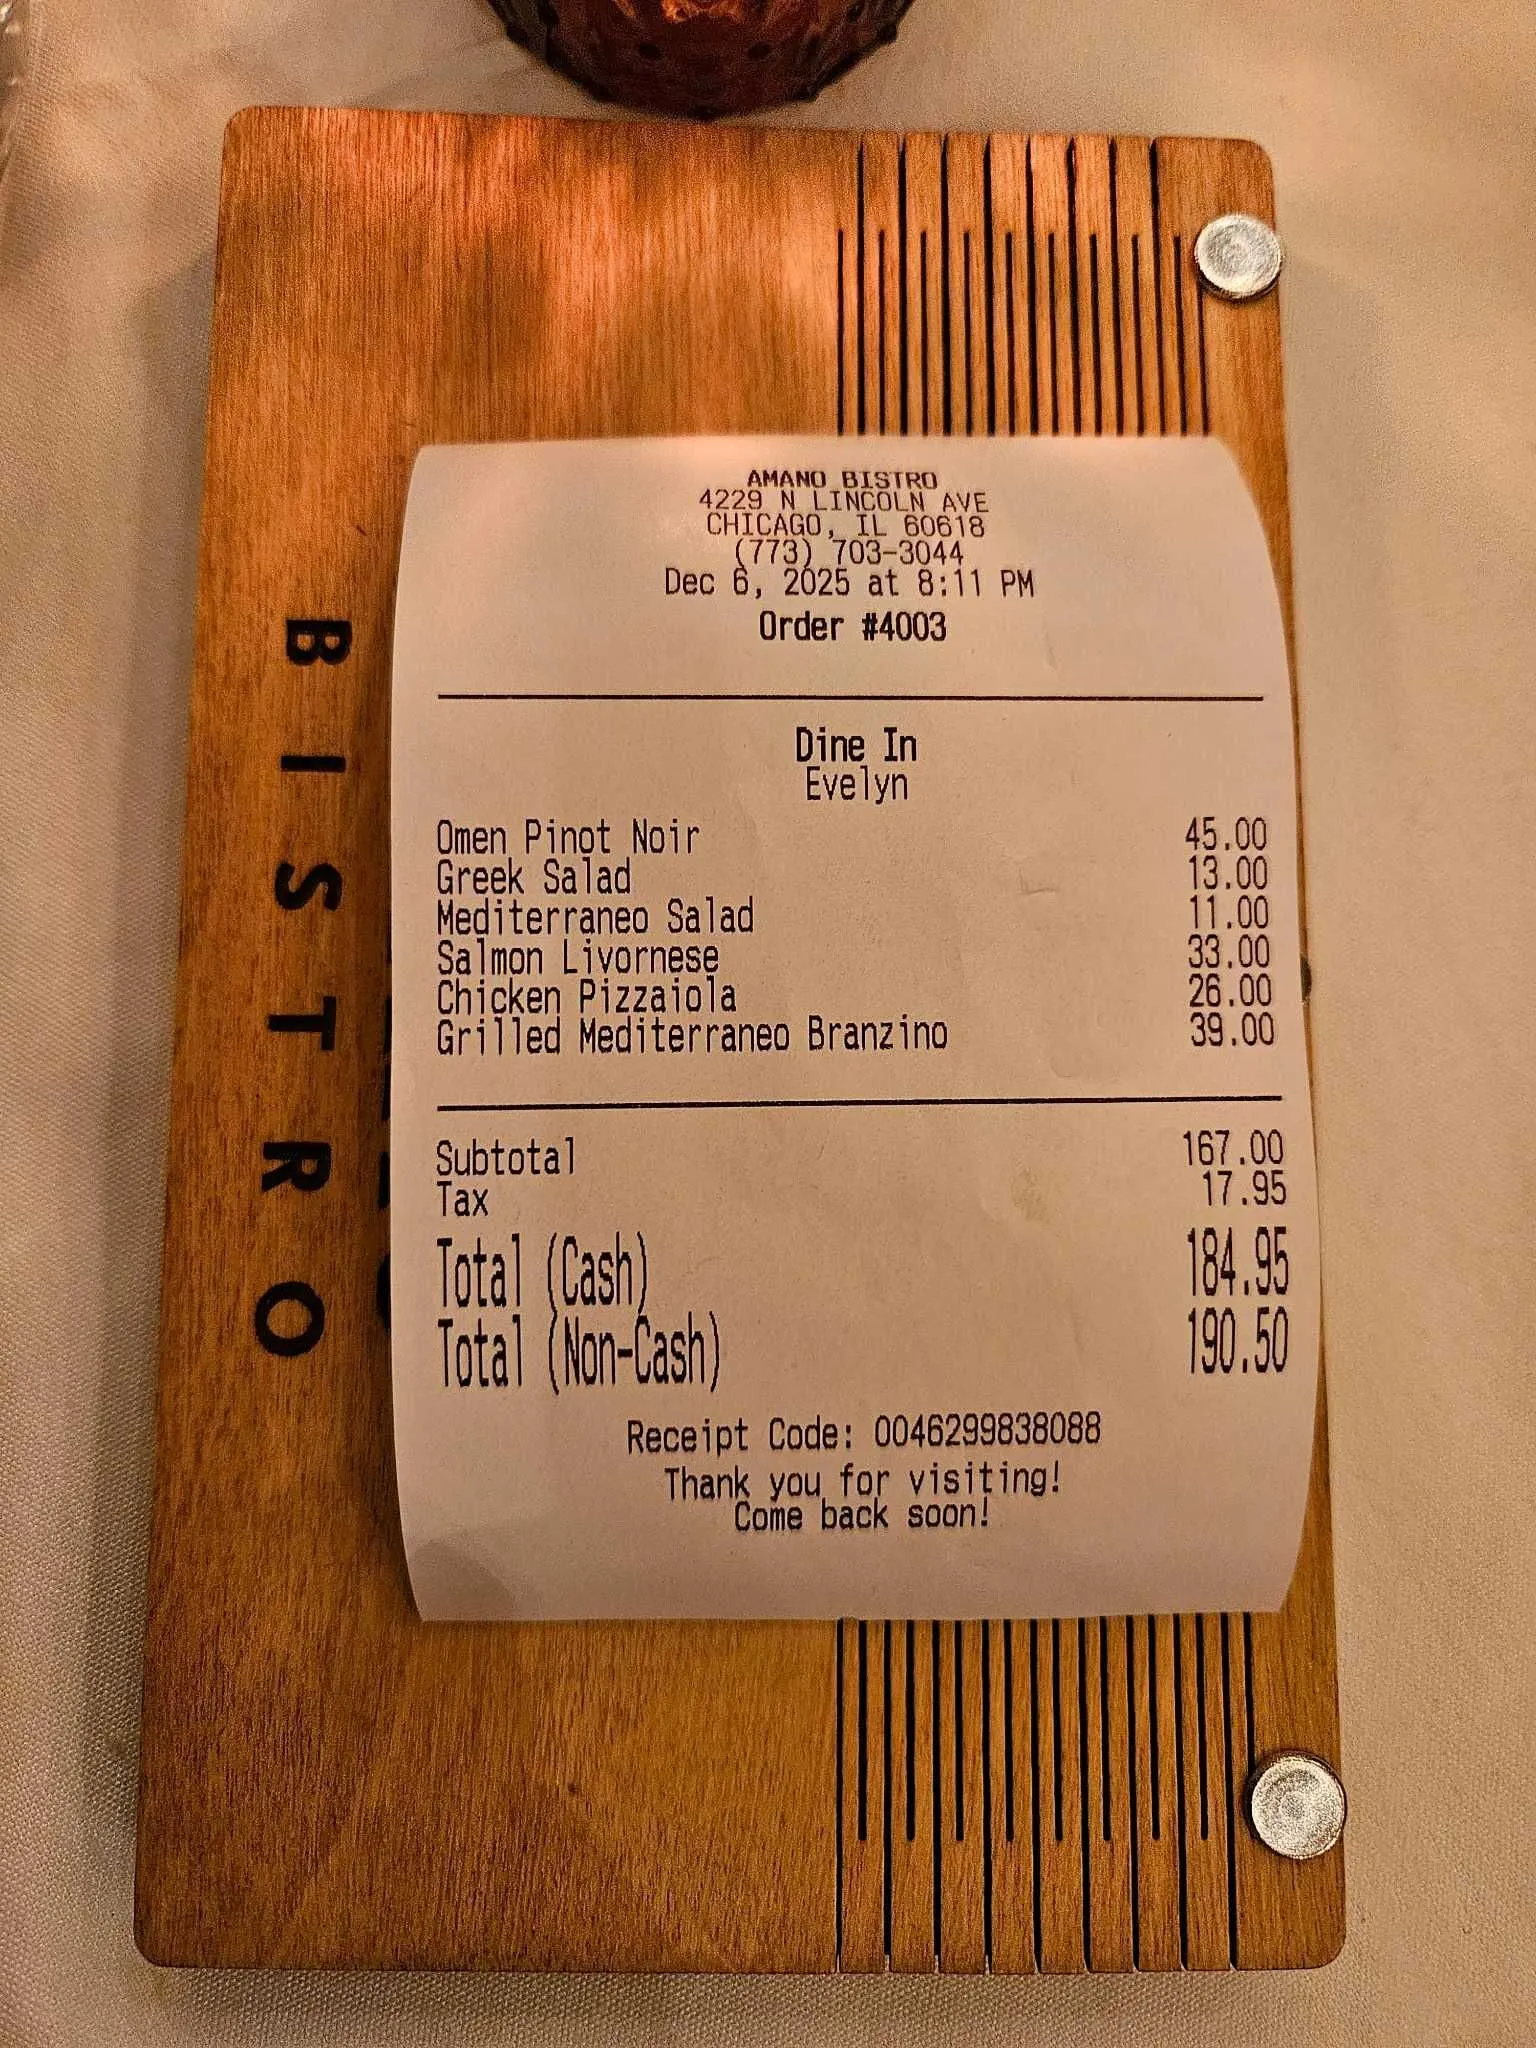 BISTRO
AMANO BISTRO
4229 N LINCOLN AVE
CHICAGO, IL 60618
(773) 703-3044
Dec 6, 2025 at 8:11 PM
Order #4003
Dine In
Evelyn
Omen Pinot Noir 45.00
Greek Salad 13.00
Mediterraneo Salad 11.00
Salmon Livornese 33.00
Chicken Pizzaiola 26.00
Grilled Mediterraneo Branzino 39.00
Subtotal 167.00
Tax 17.95
Total (Cash) 184.95
Total (Non-Cash) 190.50
Receipt Code: 0046299838088
Thank you for visiting!
Come back soon!